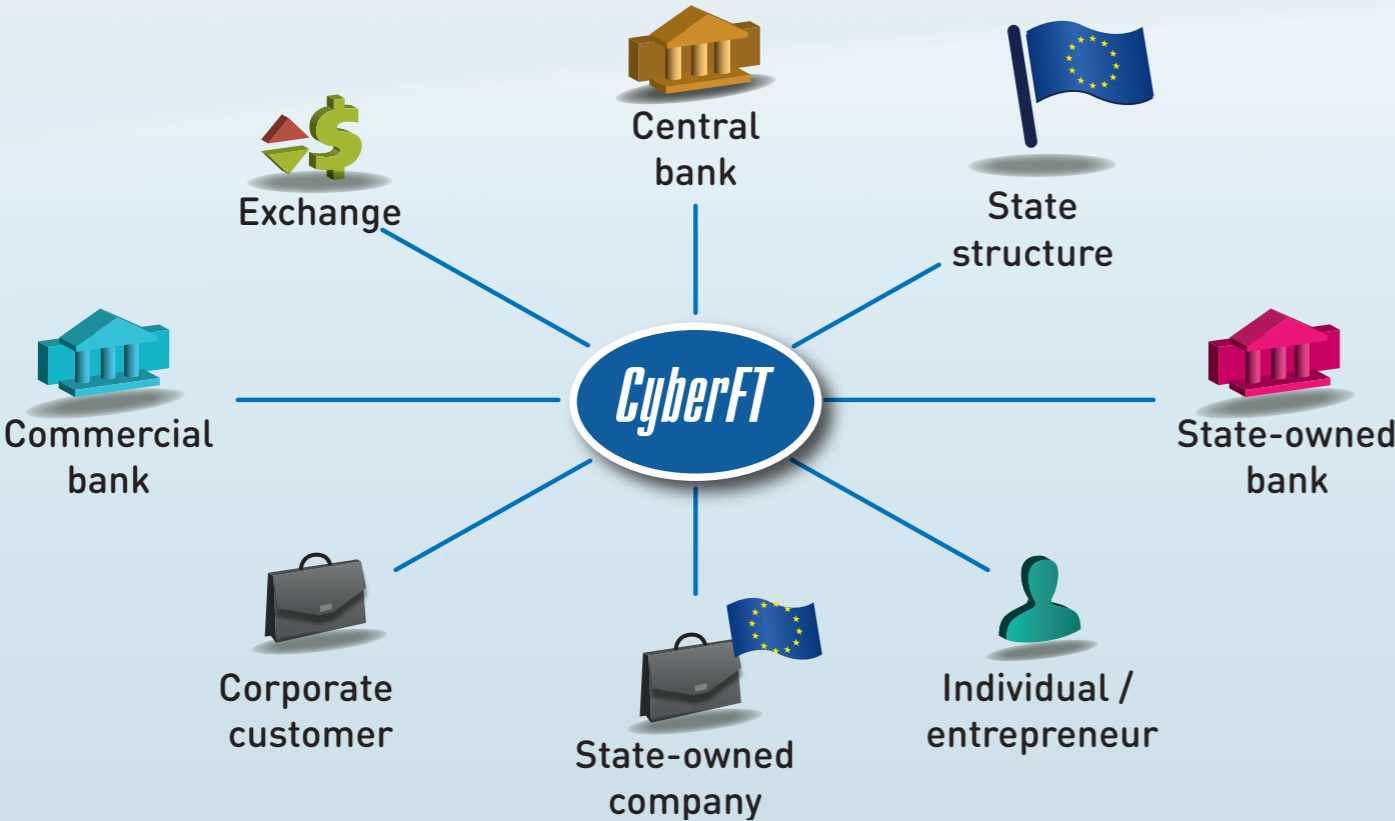 Central
bank
State
structure
Exchange
CyberFT
Commercial
bank
State-owned
bank
Corporate
customer
State-owned
company
Individual /
entrepreneur